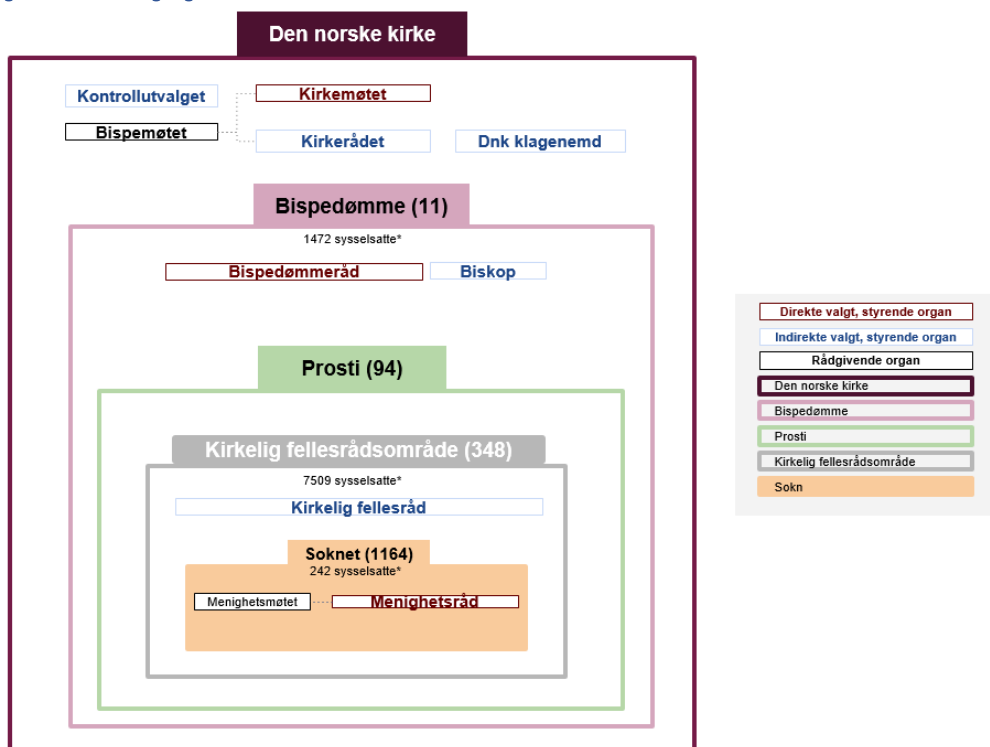 Den norske kirke
Kontrollutvalget
Kirkemøtet
Bispemøtet
Kirkerådet
Dnk klagenemd
Bispedømme (11)
1472 sysselsatte*
Bispedømmeråd
Biskop
Prosti (94)
Kirkelig fellesrådsområde (348)
7509 sysselsatte*
Kirkelig fellesråd
Soknet (1164)
242 sysselsatte*
Menighetsmøtet
Menighetsråd
Direkte valgt, styrende organ
Indirekte valgt, styrende organ
Rådgivende organ
Den norske kirke
Bispedømme
Prosti
Kirkelig fellesrådsområde
Sokn